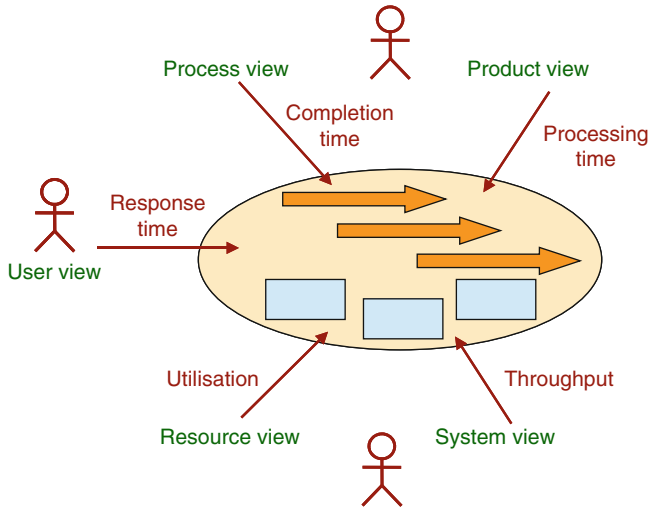 Process view
Product view
Completion
time
Processing
time
Response
time
User view
Utilisation
Throughput
Resource view
System view